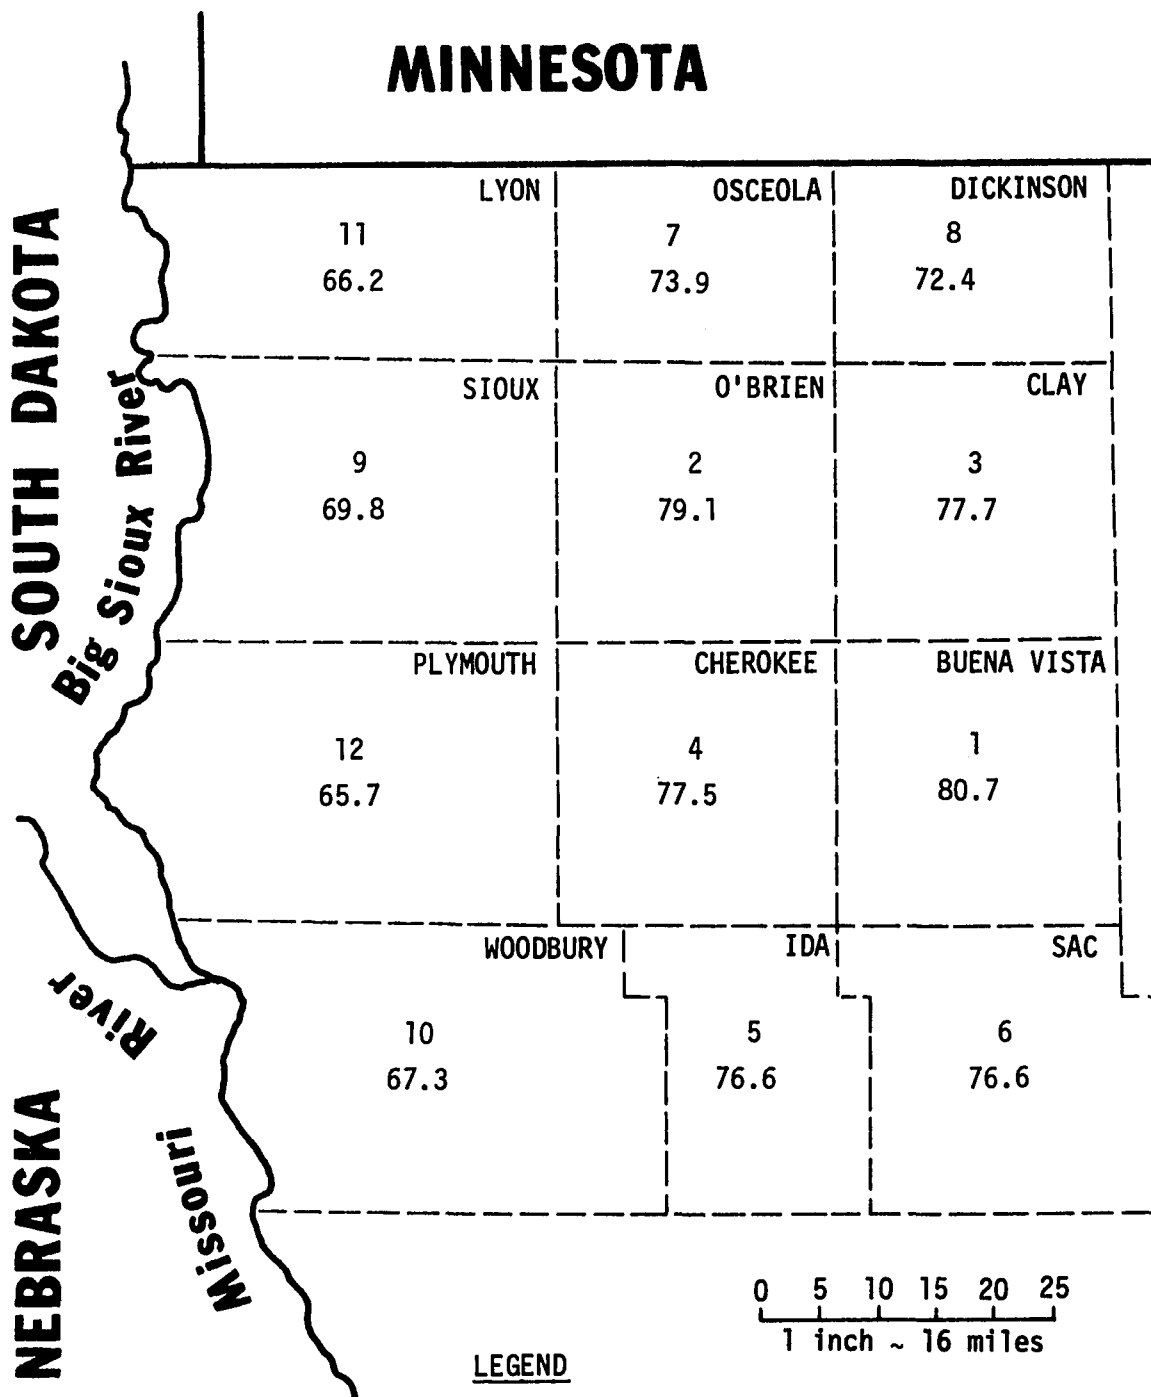 MINNESOTA
LYON OSCEOLA DICKINSON
11 7 8
66.2 73.9 72.4
SOUTH DAKOTA
Big Sioux River
SIOUX O'BRIEN CLAY
9 2 3
69.8 79.1 77.7
PLYMOUTH CHEROKEE BUENA VISTA
12 4 1
65.7 77.5 80.7
WOODBURY IDA SAC
10 5 6
67.3 76.6 76.6
Missouri River
NEBRASKA
0 5 10 15 20 25
1 inch ~ 16 miles
LEGEND